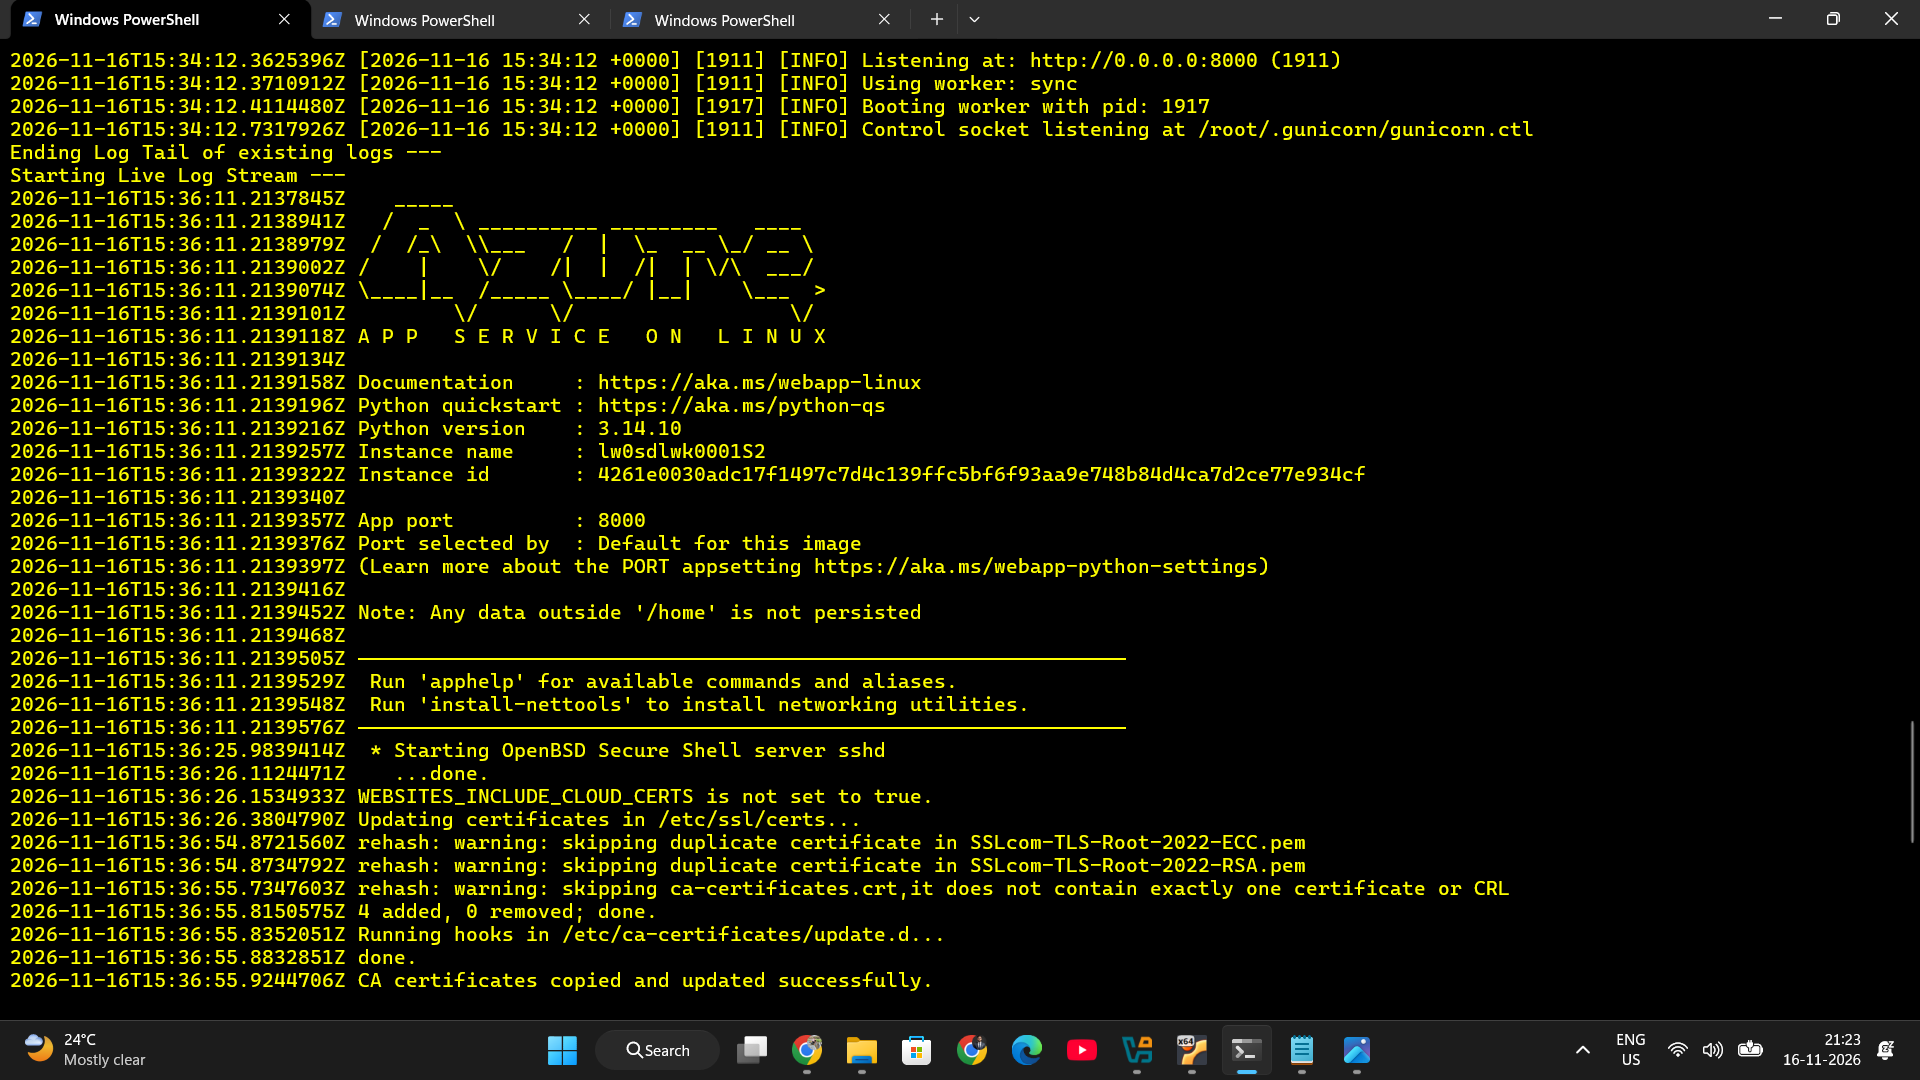 Windows PowerShell
Windows PowerShell
Windows PowerShell
2026-11-16T15:34:12.3625396Z [2026-11-16 15:34:12 +0000] [1911] [INFO] Listening at: http://0.0.0.0:8000 (1911)
2026-11-16T15:34:12.3710912Z [2026-11-16 15:34:12 +0000] [1911] [INFO] Using worker: sync
2026-11-16T15:34:12.4114480Z [2026-11-16 15:34:12 +0000] [1917] [INFO] Booting worker with pid: 1917
2026-11-16T15:34:12.7317926Z [2026-11-16 15:34:12 +0000] [1911] [INFO] Control socket listening at /root/.gunicorn/gunicorn.ctl
Ending Log Tail of existing logs ---
Starting Live Log Stream ---
2026-11-16T15:36:11.2137845Z    _____
2026-11-16T15:36:11.2138941Z   /  _  \ __________ _________   ____
2026-11-16T15:36:11.2138979Z  /  /_\  \\___   /  |  \_  __ \_/ __ \
2026-11-16T15:36:11.2139002Z /    |    \/    /|  |  /|  | \/\  ___/
2026-11-16T15:36:11.2139074Z \____|__  /_____ \____/ |__|    \___  >
2026-11-16T15:36:11.2139101Z         \/      \/                  \/
2026-11-16T15:36:11.2139118Z A P P   S E R V I C E   O N   L I N U X
2026-11-16T15:36:11.2139134Z
2026-11-16T15:36:11.2139158Z Documentation     : https://aka.ms/webapp-linux
2026-11-16T15:36:11.2139196Z Python quickstart : https://aka.ms/python-qs
2026-11-16T15:36:11.2139216Z Python version    : 3.14.10
2026-11-16T15:36:11.2139257Z Instance name     : lw0sdlwk0001S2
2026-11-16T15:36:11.2139322Z Instance id       : 4261e0030adc17f1497c7d4c139ffc5bf6f93aa9e748b84d4ca7d2ce77e934cf
2026-11-16T15:36:11.2139340Z
2026-11-16T15:36:11.2139357Z App port          : 8000
2026-11-16T15:36:11.2139376Z Port selected by  : Default for this image
2026-11-16T15:36:11.2139397Z (Learn more about the PORT appsetting https://aka.ms/webapp-python-settings)
2026-11-16T15:36:11.2139416Z
2026-11-16T15:36:11.2139452Z Note: Any data outside '/home' is not persisted
2026-11-16T15:36:11.2139468Z
2026-11-16T15:36:11.2139505Z ────────────────────────────────────────────────────────────────
2026-11-16T15:36:11.2139529Z  Run 'apphelp' for available commands and aliases.
2026-11-16T15:36:11.2139548Z  Run 'install-nettools' to install networking utilities.
2026-11-16T15:36:11.2139576Z ────────────────────────────────────────────────────────────────
2026-11-16T15:36:25.9839414Z  * Starting OpenBSD Secure Shell server sshd
2026-11-16T15:36:26.1124471Z    ...done.
2026-11-16T15:36:26.1534933Z WEBSITES_INCLUDE_CLOUD_CERTS is not set to true.
2026-11-16T15:36:26.3804790Z Updating certificates in /etc/ssl/certs...
2026-11-16T15:36:54.8721560Z rehash: warning: skipping duplicate certificate in SSLcom-TLS-Root-2022-ECC.pem
2026-11-16T15:36:54.8734792Z rehash: warning: skipping duplicate certificate in SSLcom-TLS-Root-2022-RSA.pem
2026-11-16T15:36:55.7347603Z rehash: warning: skipping ca-certificates.crt,it does not contain exactly one certificate or CRL
2026-11-16T15:36:55.8150575Z 4 added, 0 removed; done.
2026-11-16T15:36:55.8352051Z Running hooks in /etc/ca-certificates/update.d...
2026-11-16T15:36:55.8832851Z done.
2026-11-16T15:36:55.9244706Z CA certificates copied and updated successfully.
24°C
Mostly clear
Search
x64
ENG
US
21:23
16-11-2026